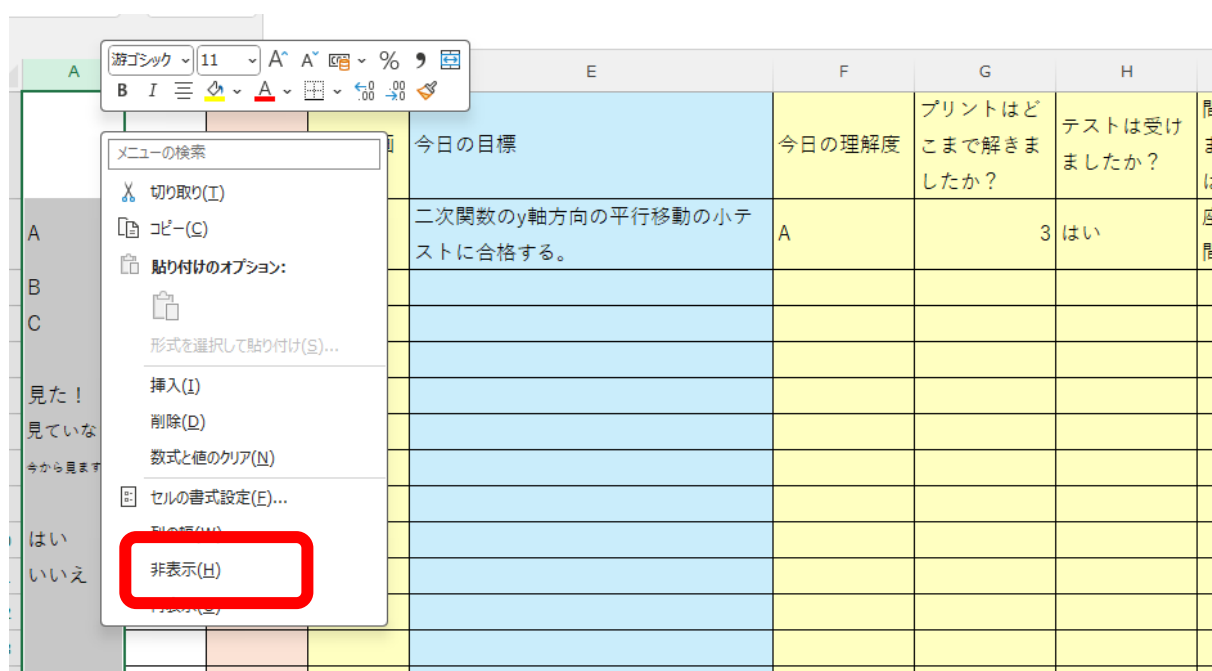 游ゴシック 11 A^ A˅ % 9
B I A .00 .00
A E F G H
今日の目標
今日の理解度
プリントはど
こまで解きま
したか？
テストは受け
ましたか？
メニューの検索
切り取り(T)
コピー(C)
貼り付けのオプション:
形式を選択して貼り付け(S)...
挿入(I)
削除(D)
数式と値のクリア(N)
セルの書式設定(F)...
非表示(H)
A
二次関数のy軸方向の平行移動の小テ
ストに合格する。
A
3
はい
B
C
見た！
見ていな
今から見ます
はい
いいえ